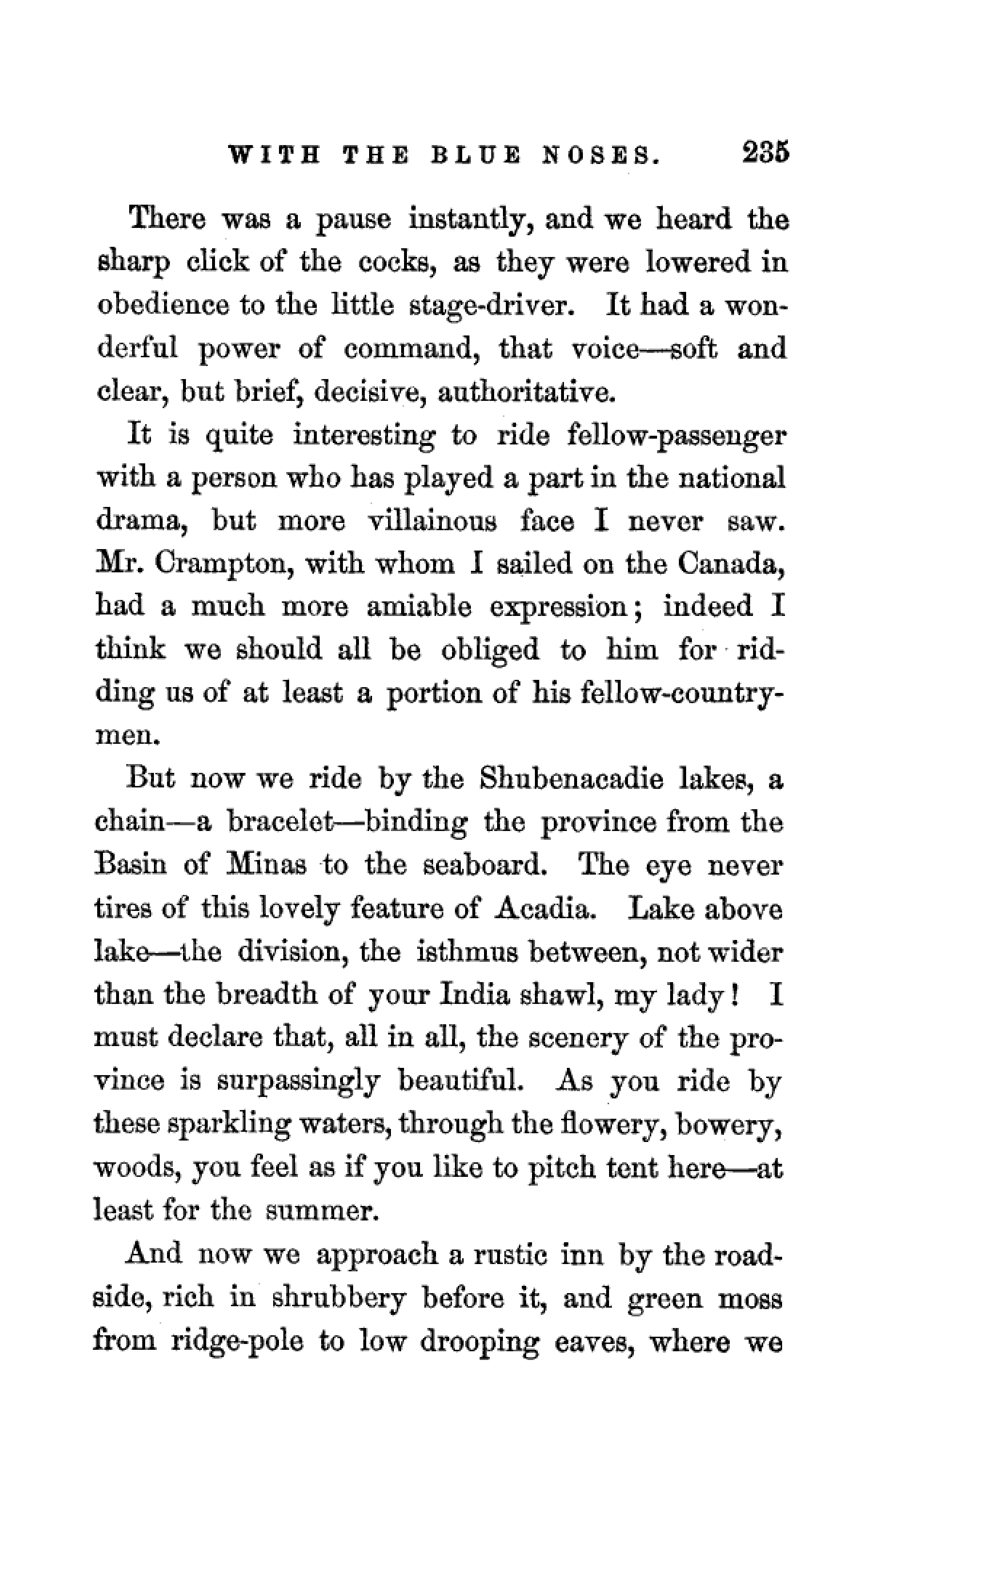 WITH THE BLUE NOSES. 235
There was a pause instantly, and we heard the
sharp click of the cocks, as they were lowered in
obedience to the little stage-driver. It had a won-
derful power of command, that voice—soft and
clear, but brief, decisive, authoritative.
It is quite interesting to ride fellow-passenger
with a person who has played a part in the national
drama, but more villainous face I never saw.
Mr. Crampton, with whom I sailed on the Canada,
had a much more amiable expression; indeed I
think we should all be obliged to him for rid-
ding us of at least a portion of his fellow-country-
men.
But now we ride by the Shubenacadie lakes, a
chain—a bracelet—binding the province from the
Basin of Minas to the seaboard. The eye never
tires of this lovely feature of Acadia. Lake above
lake—the division, the isthmus between, not wider
than the breadth of your India shawl, my lady! I
must declare that, all in all, the scenery of the pro-
vince is surpassingly beautiful. As you ride by
these sparkling waters, through the flowery, bowery,
woods, you feel as if you like to pitch tent here—at
least for the summer.
And now we approach a rustic inn by the road-
side, rich in shrubbery before it, and green moss
from ridge-pole to low drooping eaves, where we